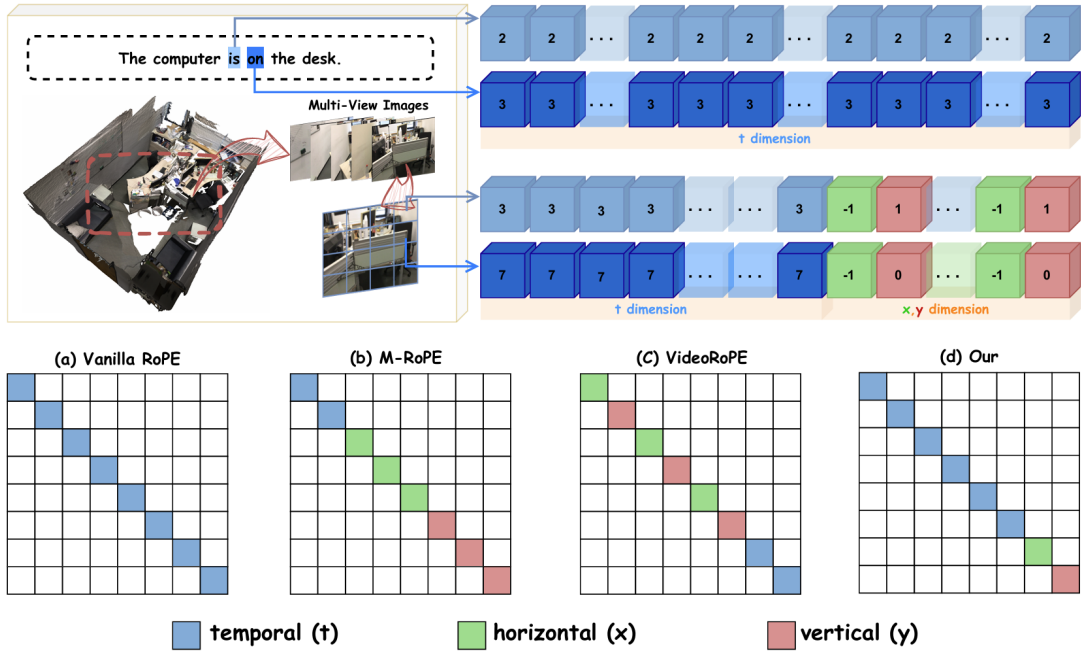 The computer is on the desk.
Multi-View Images
2 2 ... 2 2 2 ... 2 2 2 ... 2
3 3 ... 3 3 3 ... 3 3 3 ... 3
t dimension
3 3 3 3 ... ... 3 -1 1 ... -1 1
7 7 7 7 ... ... 7 -1 0 ... -1 0
t dimension
x,y dimension
(a) Vanilla RoPE
(b) M-RoPE
(C) VideoRoPE
(d) Our
temporal (t)
horizontal (x)
vertical (y)